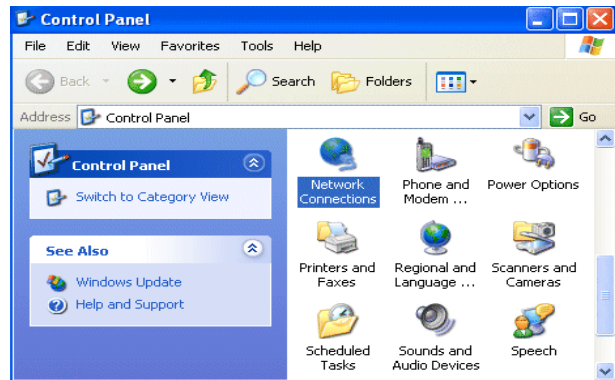 Control Panel
File Edit View Favorites Tools Help
Back Search Folders
Address Control Panel Go
Control Panel
Switch to Category View
See Also
Windows Update
Help and Support
Network Connections
Phone and Modem ...
Power Options
Printers and Faxes
Regional and Language ...
Scanners and Cameras
Scheduled Tasks
Sounds and Audio Devices
Speech